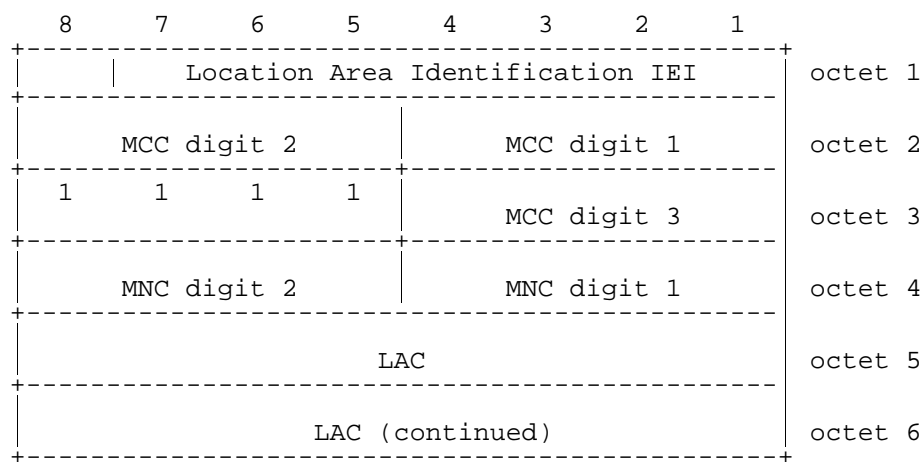 8 7 6 5 4 3 2 1
Location Area Identification IEI octet 1
MCC digit 2 MCC digit 1 octet 2
1 1 1 1
MCC digit 3 octet 3
MNC digit 2 MNC digit 1 octet 4
LAC octet 5
LAC (continued) octet 6